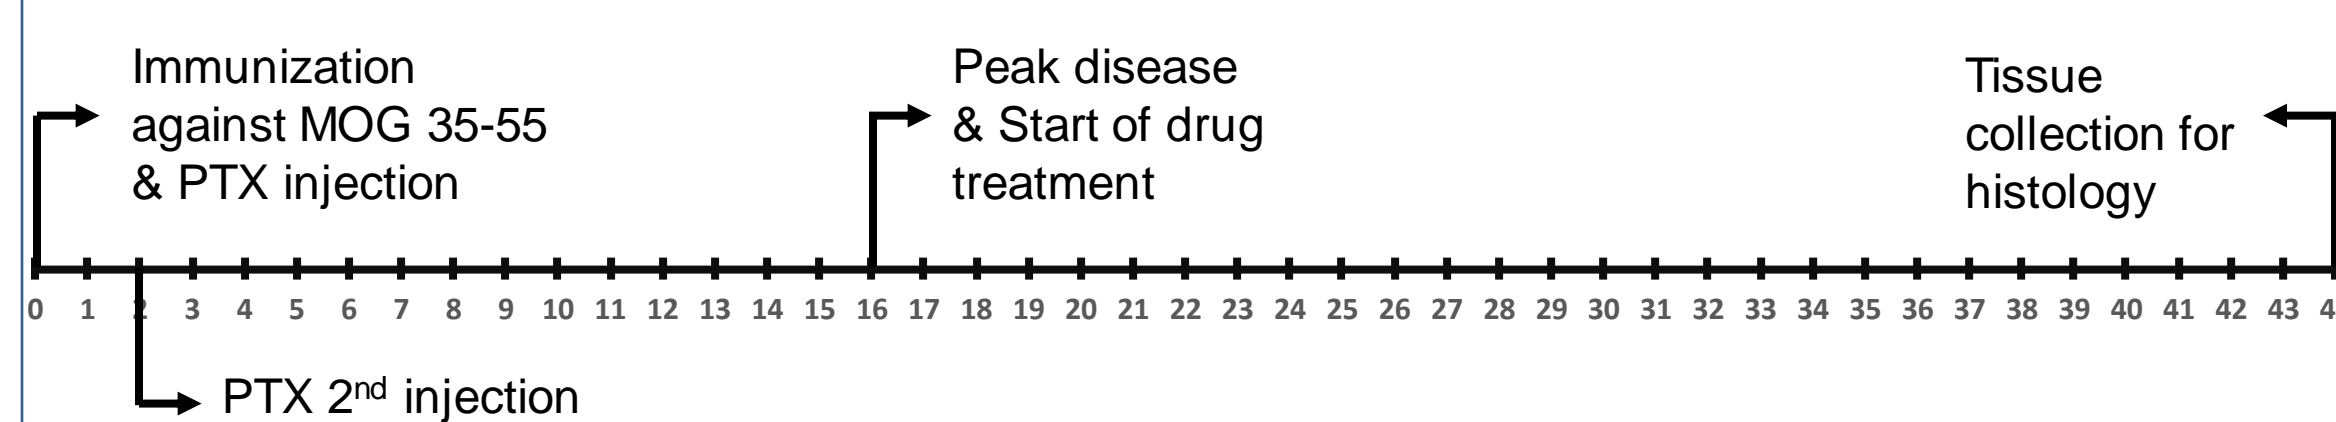 Immunization
against MOG 35-55
& PTX injection
Peak disease
& Start of drug
treatment
Tissue
collection for
histology
0 1 2 3 4 5 6 7 8 9 10 11 12 13 14 15 16 17 18 19 20 21 22 23 24 25 26 27 28 29 30 31 32 33 34 35 36 37 38 39 40 41 42 43
PTX 2nd injection